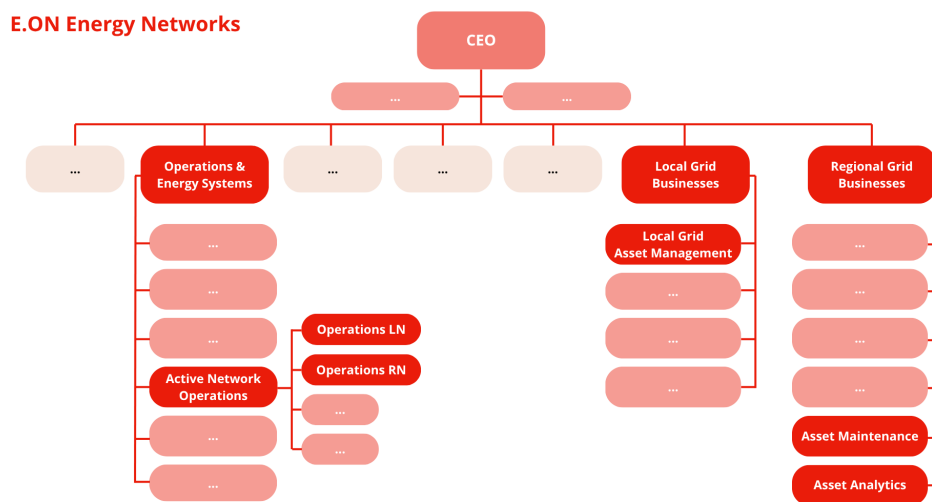 E.ON Energy Networks
CEO
...
...
...
Operations &
Energy Systems
...
...
...
Local Grid
Businesses
Regional Grid
Businesses
...
...
...
Active Network
Operations
...
...
Operations LN
Operations RN
...
...
Local Grid
Asset Management
...
...
...
...
...
...
...
Asset Maintenance
Asset Analytics